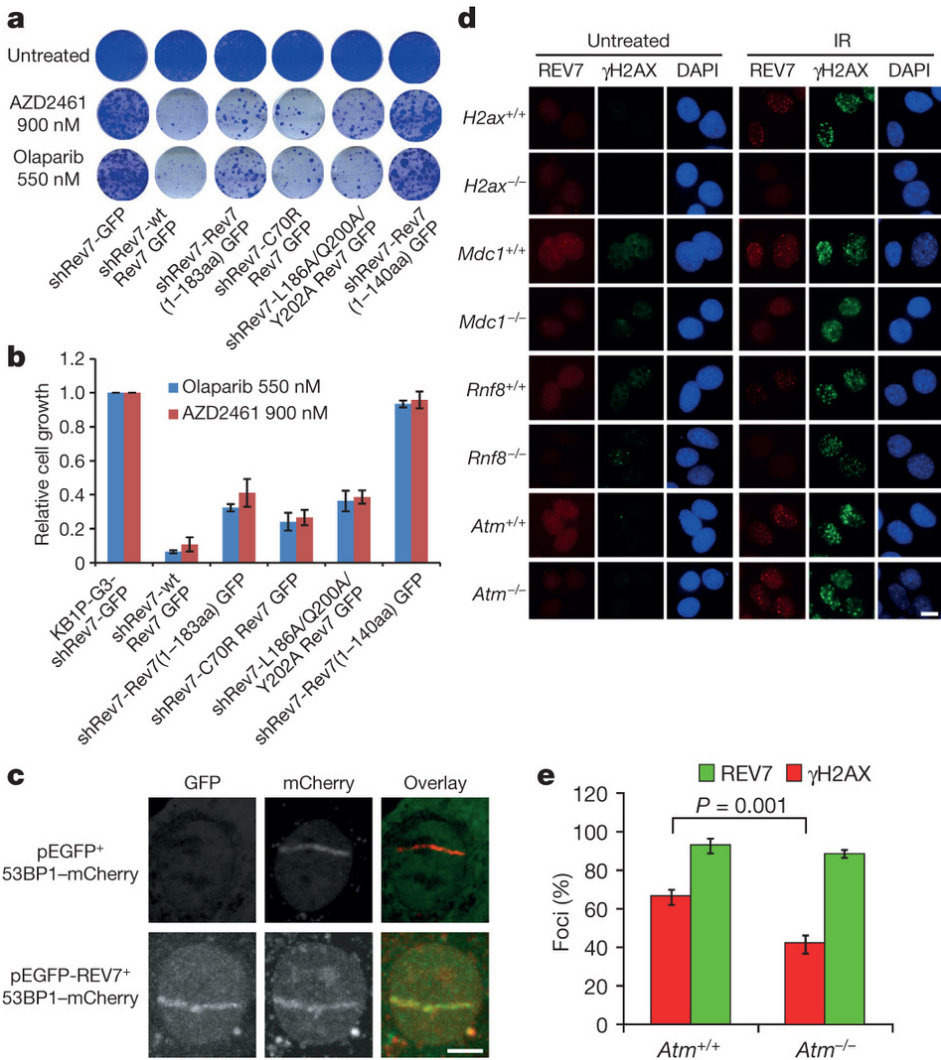 a
Untreated
AZD2461
900 nM
Olaparib
550 nM
shRev7-GFP
shRev7-wt
Rev7 GFP
shRev7-Rev7
(1–183aa) GFP
shRev7-C70R
Rev7 GFP
shRev7-L186A/Q200A/
Y202A Rev7 GFP
shRev7-Rev7
(1–140aa) GFP
b
Relative cell growth
1.2
1.0
0.8
0.6
0.4
0.2
0
Olaparib 550 nM
AZD2461 900 nM
KB1P-G3-
shRev7-GFP
shRev7-wt
Rev7 GFP
shRev7-Rev7(1–183aa) GFP
shRev7-C70R Rev7 GFP
shRev7-L186A/Q200A/
Y202A Rev7 GFP
shRev7-Rev7(1–140aa) GFP
c
GFP mCherry Overlay
pEGFP⁺
53BP1–mCherry
pEGFP-REV7⁺
53BP1–mCherry
d
Untreated IR
REV7 γH2AX DAPI REV7 γH2AX DAPI
H2ax⁺/⁺
H2ax⁻/⁻
Mdc1⁺/⁺
Mdc1⁻/⁻
Rnf8⁺/⁺
Rnf8⁻/⁻
Atm⁺/⁺
Atm⁻/⁻
e
REV7 γH2AX
P = 0.001
Foci (%)
120
100
80
60
40
20
0
Atm⁺/⁺ Atm⁻/⁻